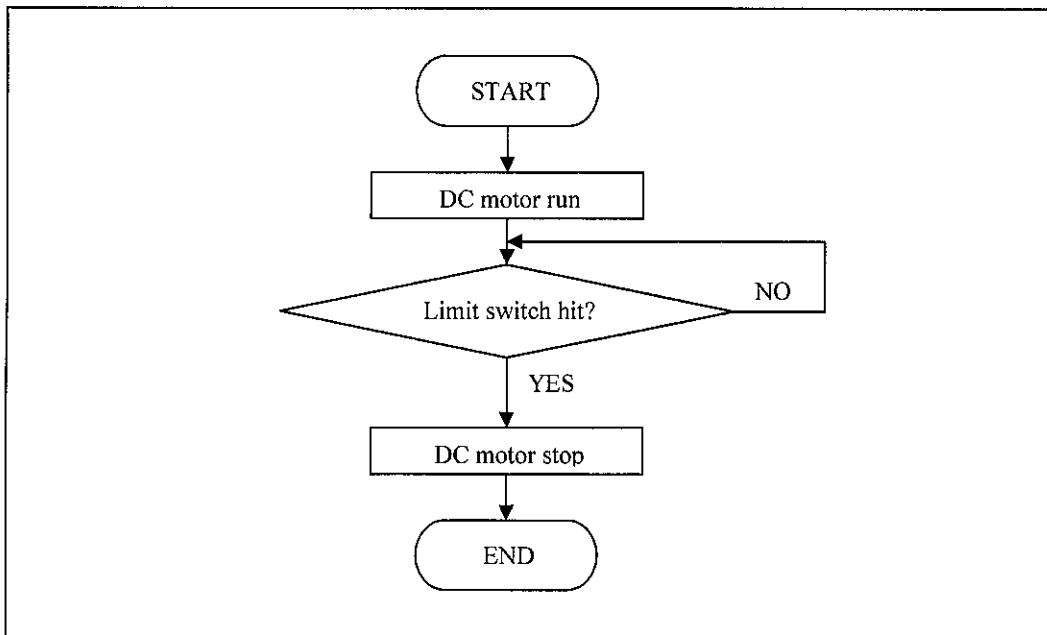 START
DC motor run
Limit switch hit?
NO
YES
DC motor stop
END